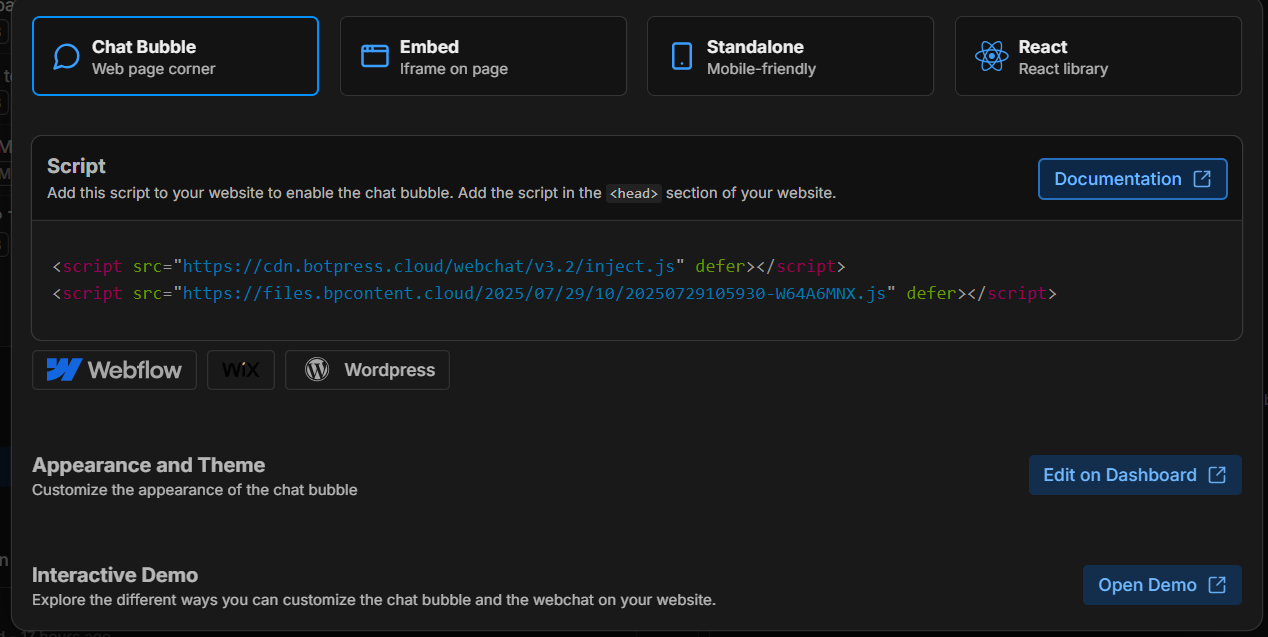 Chat Bubble
Web page corner
Embed
Iframe on page
Standalone
Mobile-friendly
React
React library
Script
Add this script to your website to enable the chat bubble. Add the script in the <head> section of your website.
Documentation
<script src="https://cdn.botpress.cloud/webchat/v3.2/inject.js" defer></script>
<script src="https://files.bpcontent.cloud/2025/07/29/10/20250729105930-W64A6MNX.js" defer></script>
Webflow
WiX
Wordpress
Appearance and Theme
Customize the appearance of the chat bubble
Edit on Dashboard
Interactive Demo
Explore the different ways you can customize the chat bubble and the webchat on your website.
Open Demo
17 hours ago